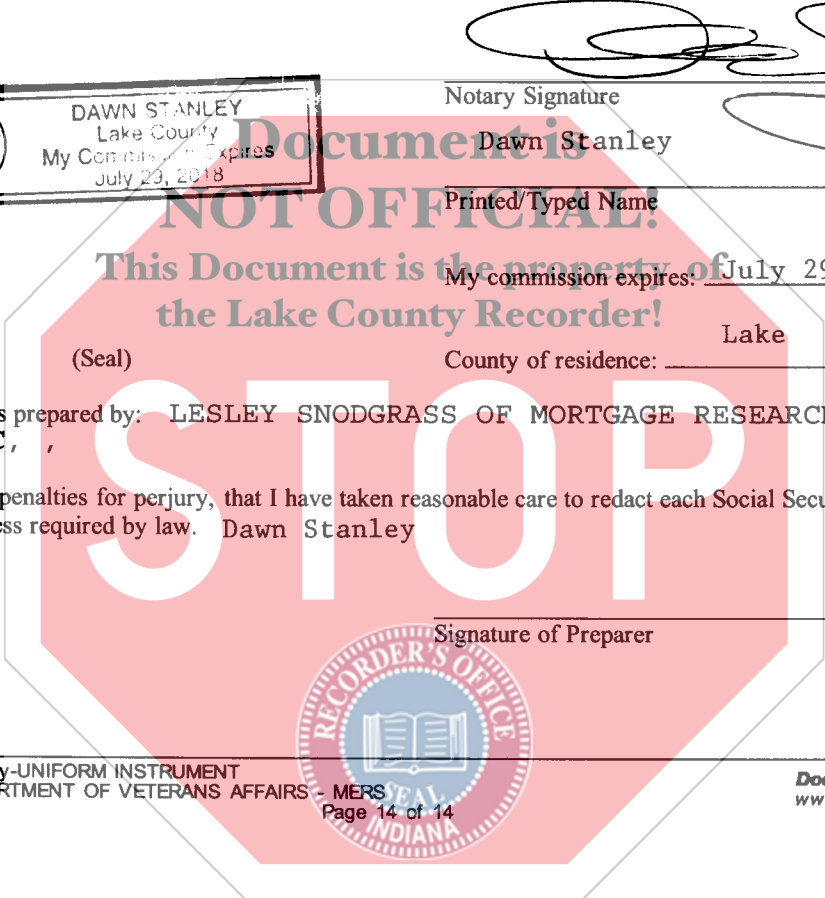 DAWN STANLEY
Lake County
My Commission Expires
July 29, 2018
Notary Signature
Dawn Stanley
Printed/Typed Name
Document is
NOT OFFICIAL!
This Document is the property of
the Lake County Recorder!
My commission expires: July 29
(Seal)
County of residence: Lake
s prepared by: LESLEY SNODGRASS OF MORTGAGE RESEARCH
C, ,
penalties for perjury, that I have taken reasonable care to redact each Social Secu
ess required by law. Dawn Stanley
STOP
Signature of Preparer
RECORDER'S OFFICE
SEAL
INDIANA
y-UNIFORM INSTRUMENT
RTMENT OF VETERANS AFFAIRS - MERS
Page 14 of 14
Doc
ww